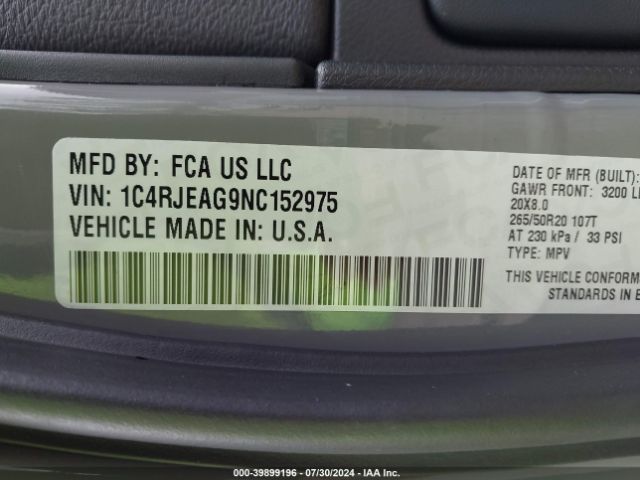 MFD BY: FCA US LLC
VIN: 1C4RJEAG9NC152975
VEHICLE MADE IN: U.S.A.
DATE OF MFR (BUILT):
GAWR FRONT: 3200 L
20X8.0
265/50R20 107T
AT 230 kPa / 33 PSI
TYPE: MPV
THIS VEHICLE CONFORM
STANDARDS IN E
© - 39899196 - 07/30/2024 - IAA Inc.